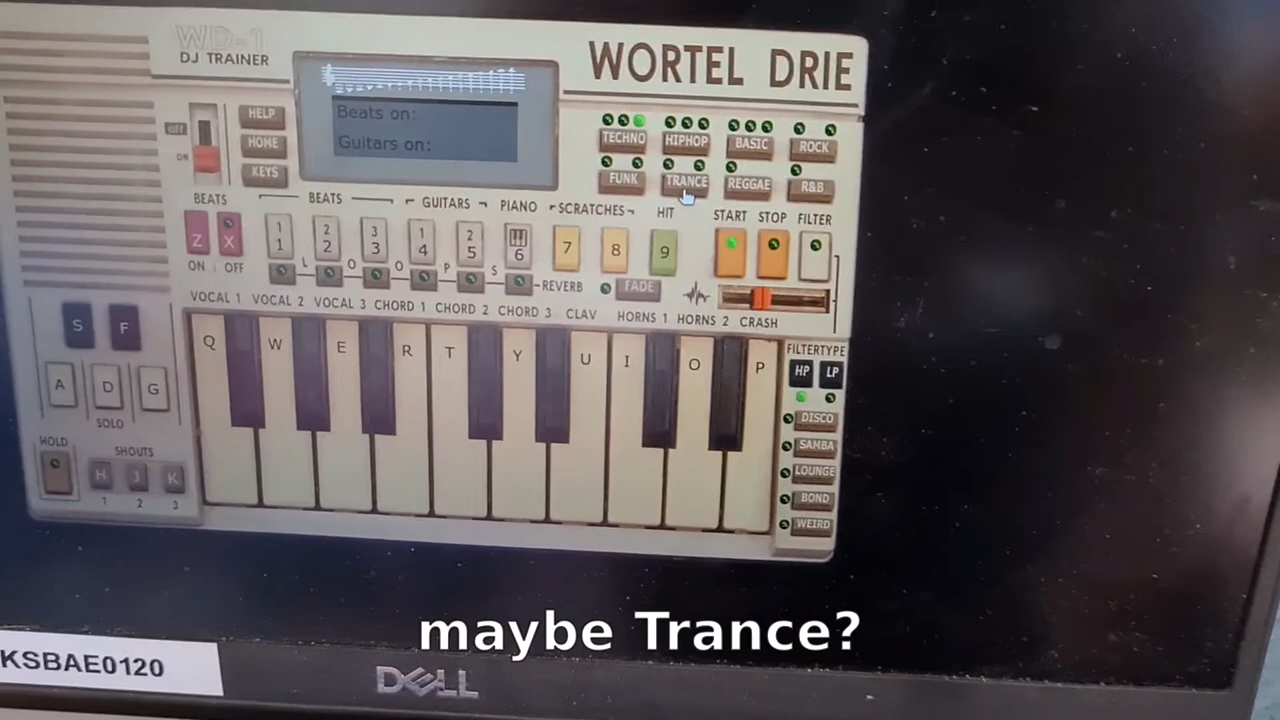 WD-1
DJ TRAINER
WORTEL DRIE
Beats on:
Guitars on:
off
ON
HELP
HOME
KEYS
TECHNO HIPHOP BASIC ROCK
FUNK TRANCE REGGAE R&B
BEATS BEATS GUITARS PIANO SCRATCHES HIT START STOP FILTER
Z X 1 1 2 2 3 3 1 4 2 5 6 7 8 9
ON OFF L O O P S REVERB FADE
VOCAL 1 VOCAL 2 VOCAL 3 CHORD 1 CHORD 2 CHORD 3 CLAV HORNS 1 HORNS 2 CRASH
S F
A D G
SOLO
HOLD SHOUTS
H J K
1 2 3
Q W E R T Y U I O P
FILTERTYPE
HP LP
DISCO
SAMBA
LOUNGE
BOND
WEIRD
maybe Trance?
KSBAE0120
DELL